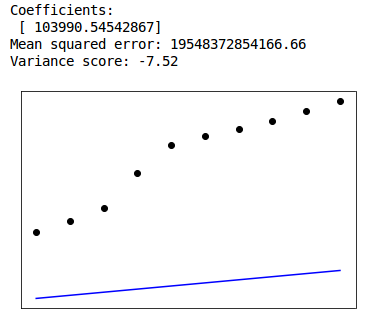 Coefficients:
[ 103990.54542867]
Mean squared error: 19548372854166.66
Variance score: -7.52